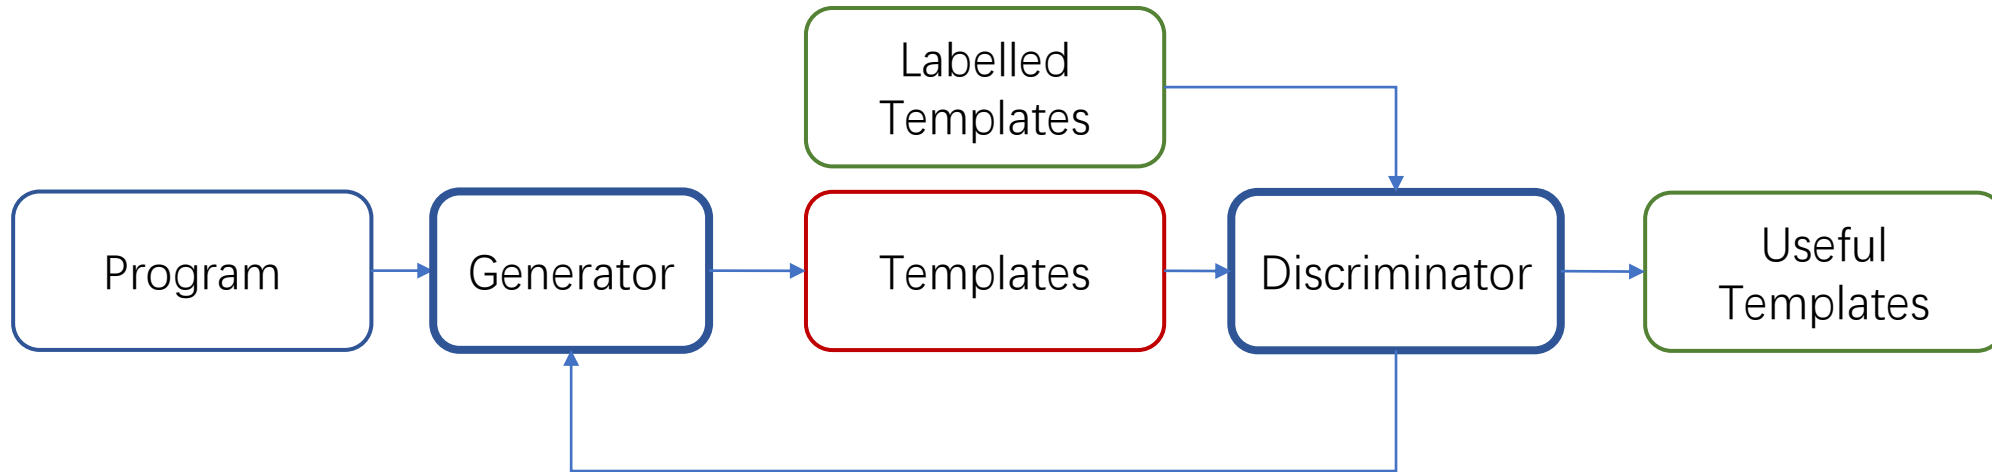 Labelled
Templates
Program
Generator
Templates
Discriminator
Useful
Templates